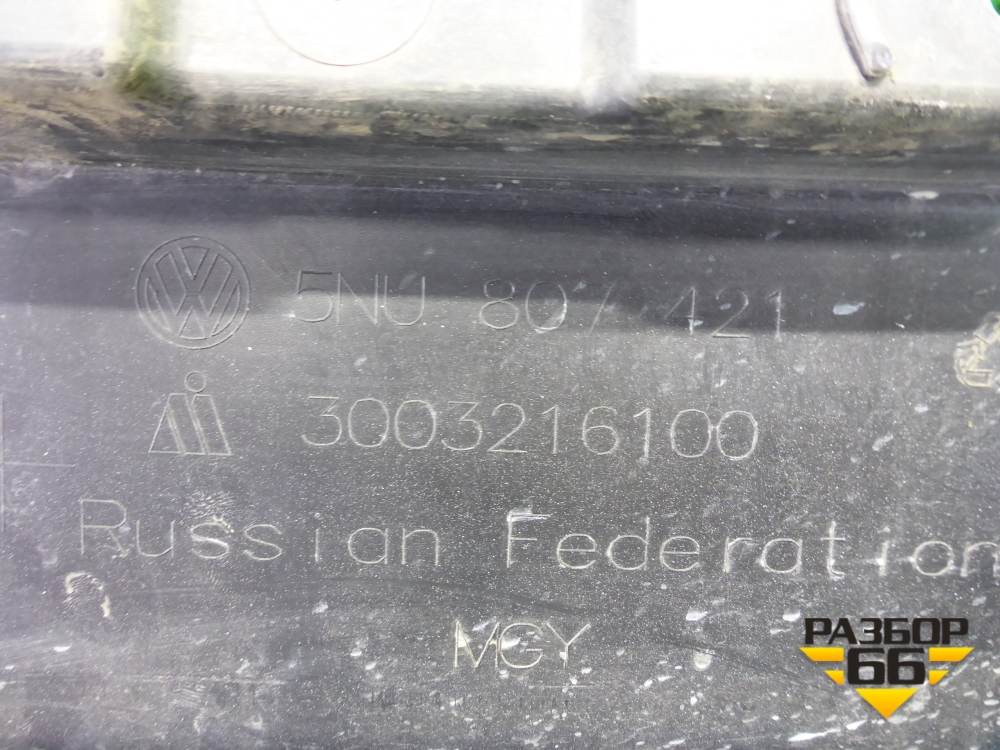 5NU 807 421
3003216100
Russian Federation
MGY
РАЗБОР
66